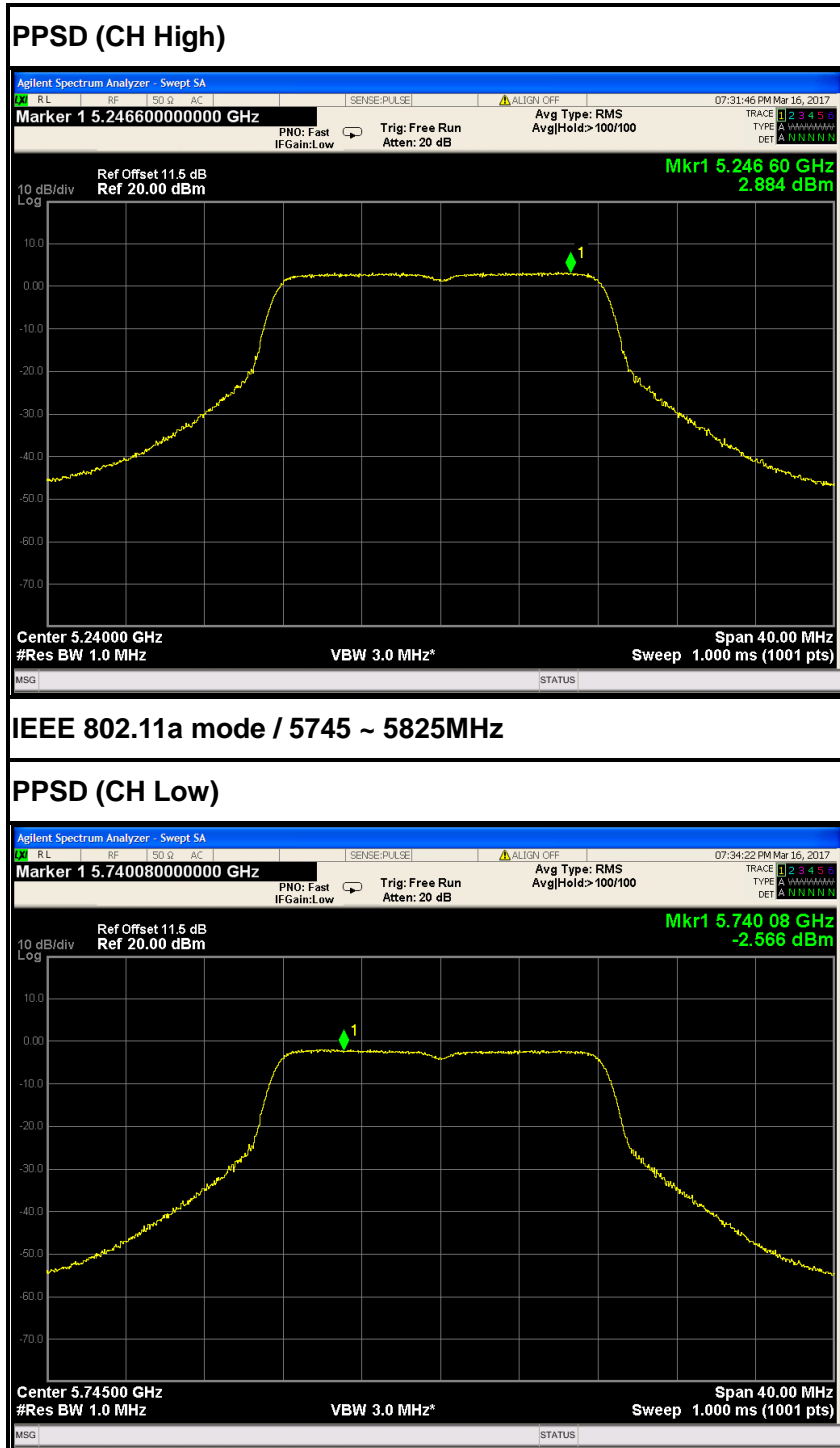 PPSD (CH High)
Agilent Spectrum Analyzer - Swept SA
LXI RL RF 50 Ω AC SENSE:PULSE ALIGN OFF 07:31:46 PM Mar 16, 2017
Marker 1 5.246600000000 GHz Avg Type: RMS TRACE 1 2 3 4 5 6
PNO: Fast Trig: Free Run Avg|Hold:>100/100 TYPE A WWWWW
IFGain:Low Atten: 20 dB DET A N N N N N
Mkr1 5.246 60 GHz
Ref Offset 11.5 dB
10 dB/div Ref 20.00 dBm 2.884 dBm
Log
10.0
1
0.00
-10.0
-20.0
-30.0
-40.0
-50.0
-60.0
-70.0
Center 5.24000 GHz Span 40.00 MHz
#Res BW 1.0 MHz VBW 3.0 MHz* Sweep 1.000 ms (1001 pts)
MSG STATUS
IEEE 802.11a mode / 5745 ~ 5825MHz
PPSD (CH Low)
Agilent Spectrum Analyzer - Swept SA
LXI RL RF 50 Ω AC SENSE:PULSE ALIGN OFF 07:34:22 PM Mar 16, 2017
Marker 1 5.740080000000 GHz Avg Type: RMS TRACE 1 2 3 4 5 6
PNO: Fast Trig: Free Run Avg|Hold:>100/100 TYPE A WWWWW
IFGain:Low Atten: 20 dB DET A N N N N N
Mkr1 5.740 08 GHz
Ref Offset 11.5 dB
10 dB/div Ref 20.00 dBm -2.566 dBm
Log
10.0
1
0.00
-10.0
-20.0
-30.0
-40.0
-50.0
-60.0
-70.0
Center 5.74500 GHz Span 40.00 MHz
#Res BW 1.0 MHz VBW 3.0 MHz* Sweep 1.000 ms (1001 pts)
MSG STATUS